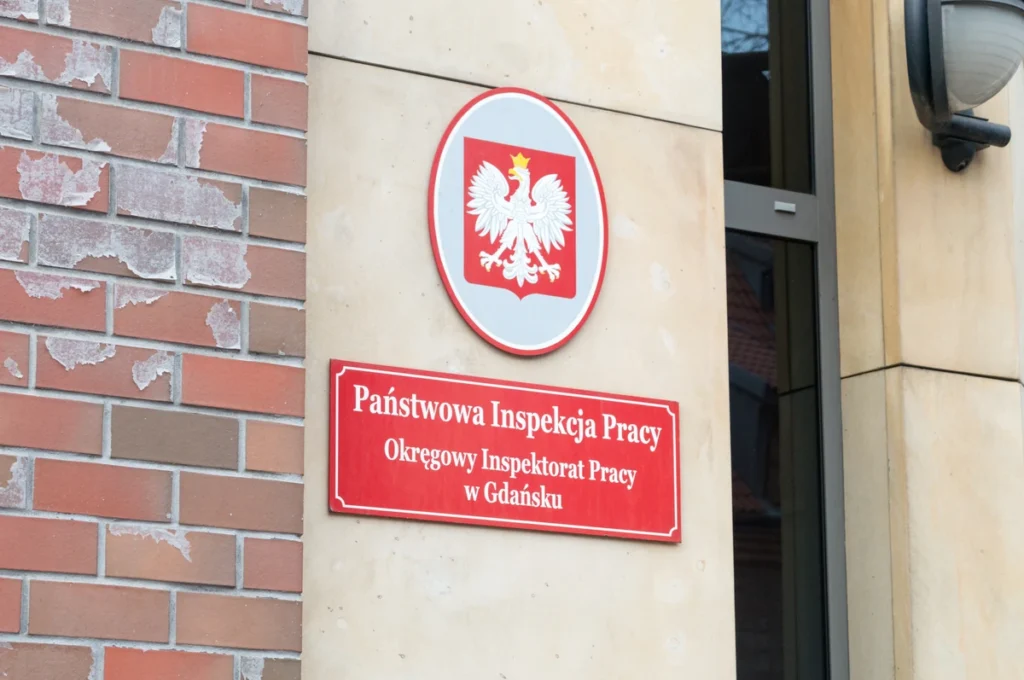 Państwowa Inspekcja Pracy
Okręgowy Inspektorat Pracy
w Gdańsku